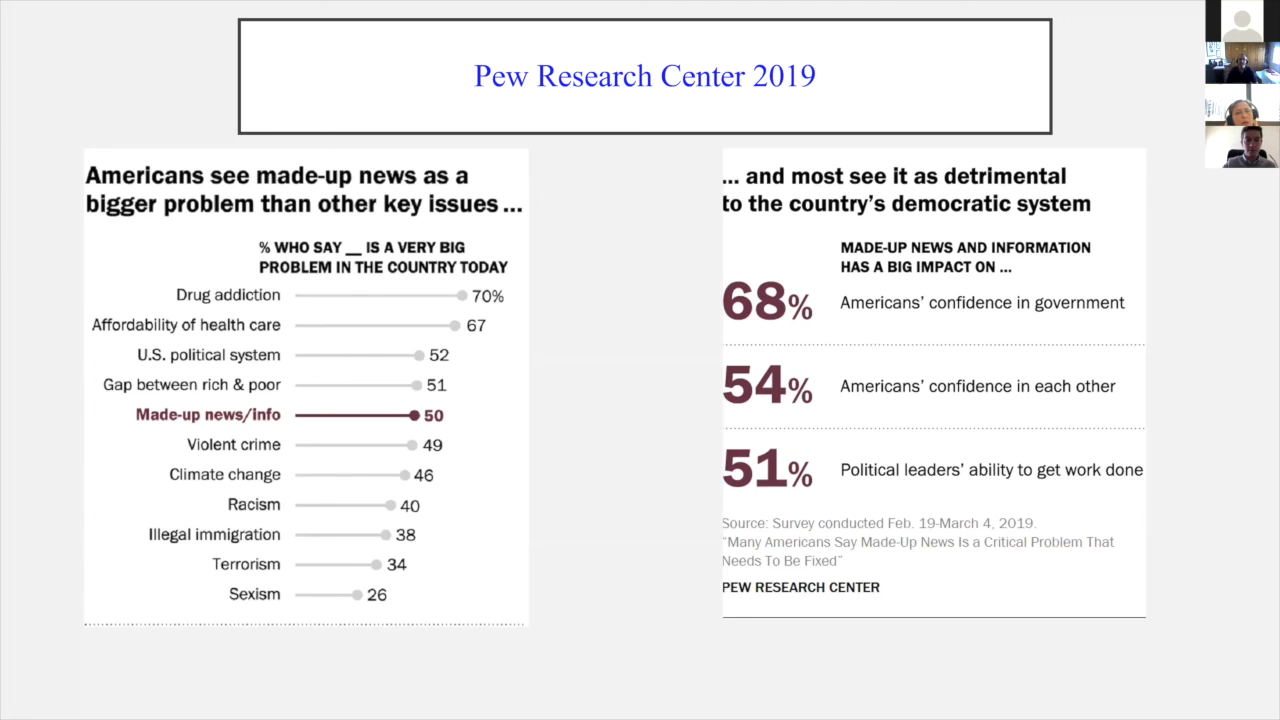 Pew Research Center 2019
Americans see made-up news as a
bigger problem than other key issues ...
% WHO SAY __ IS A VERY BIG
PROBLEM IN THE COUNTRY TODAY
Drug addiction 70%
Affordability of health care 67
U.S. political system 52
Gap between rich & poor 51
Made-up news/info 50
Violent crime 49
Climate change 46
Racism 40
Illegal immigration 38
Terrorism 34
Sexism 26
... and most see it as detrimental
to the country's democratic system
MADE-UP NEWS AND INFORMATION
HAS A BIG IMPACT ON ...
68% Americans' confidence in government
54% Americans' confidence in each other
51% Political leaders' ability to get work done
Source: Survey conducted Feb. 19-March 4, 2019.
"Many Americans Say Made-Up News Is a Critical Problem That
Needs To Be Fixed"
PEW RESEARCH CENTER